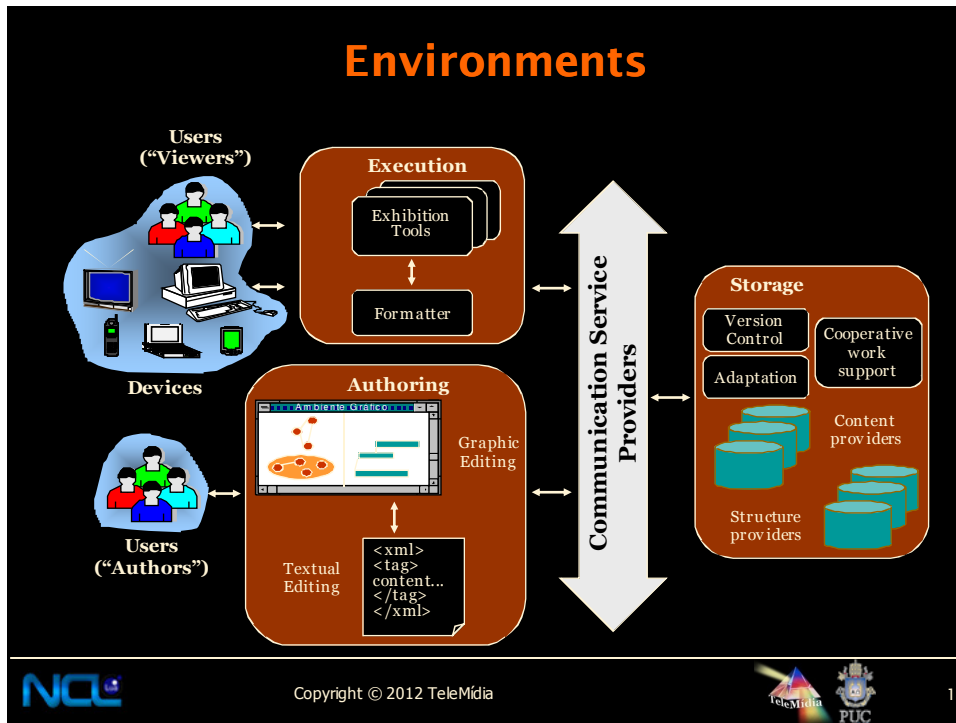 Environments
Users
(“Viewers”)
Devices
Execution
Exhibition
Tools
Formatter
Users
(“Authors”)
Authoring
Ambiente Gráfico
Graphic
Editing
Textual
Editing
<xml>
<tag>
content...
</tag>
</xml>
Communication Service
Providers
Storage
Version
Control
Adaptation
Cooperative
work
support
Content
providers
Structure
providers
NCL
Copyright © 2012 TeleMídia
TeleMídia
PUC
1